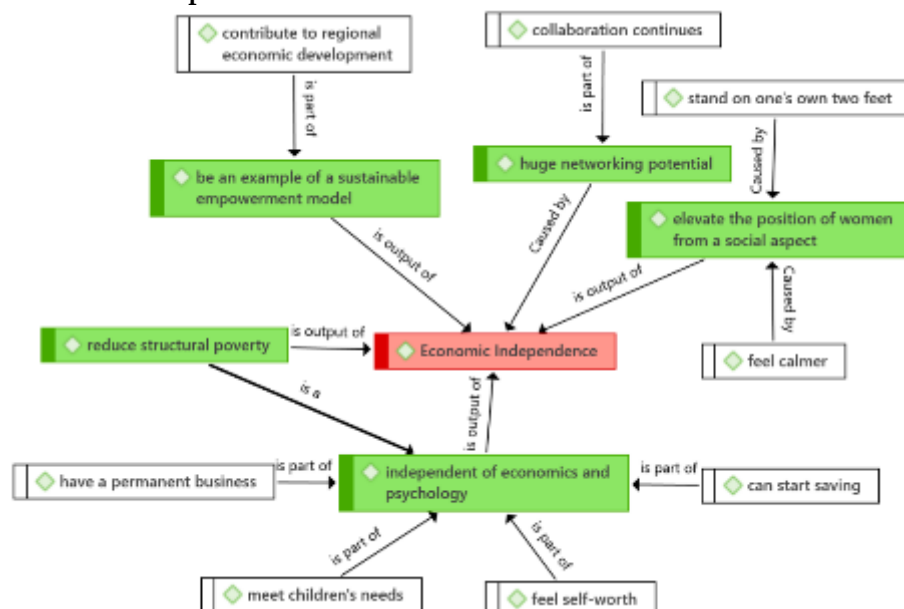 contribute to regional
economic development
collaboration continues
stand on one's own two feet
is part of
is part of
Caused by
be an example of a sustainable
empowerment model
huge networking potential
elevate the position of women
from a social aspect
is output of
Caused by
is output of
Caused by
reduce structural poverty
is output of
Economic Independence
feel calmer
is a
is output of
have a permanent business
is part of
independent of economics and
psychology
is part of
can start saving
is part of
is part of
meet children's needs
feel self-worth